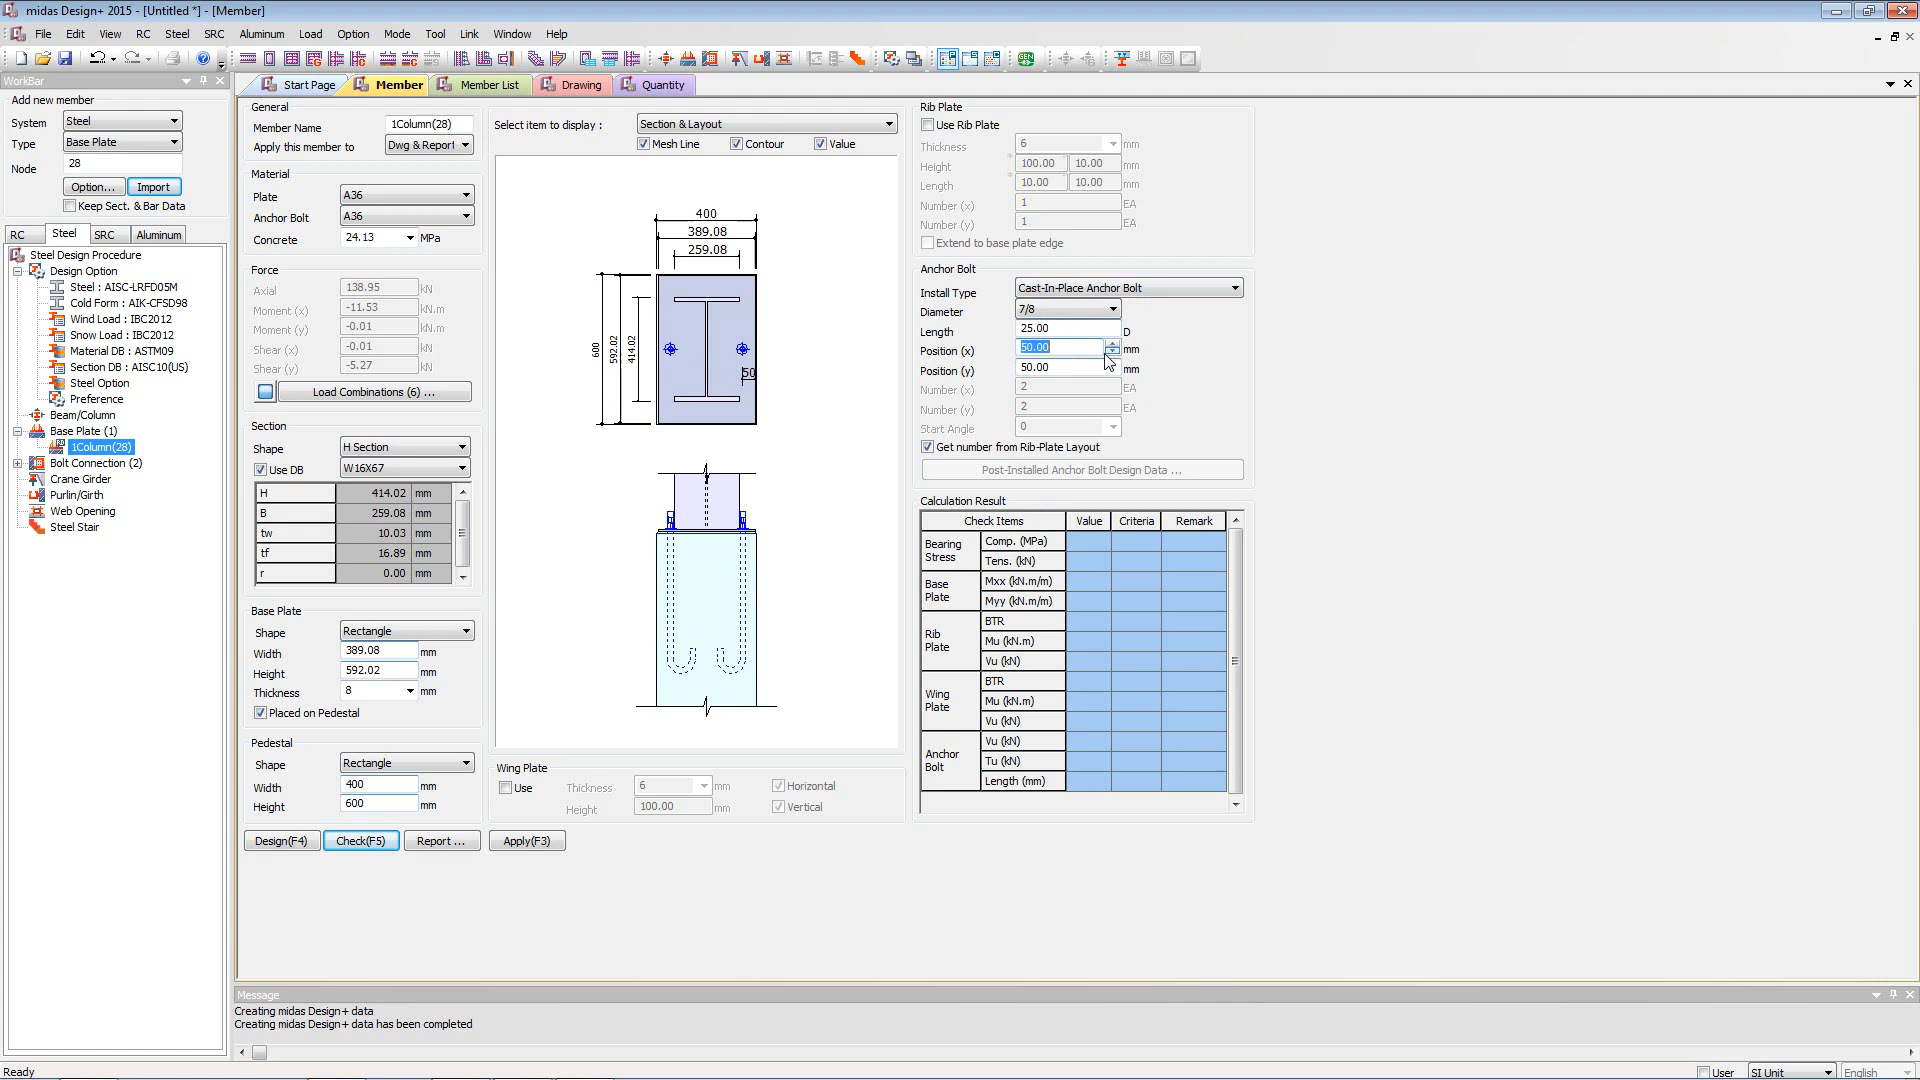 midas Design+ 2015 - [Untitled *] - [Member]
File Edit View RC Steel SRC Aluminum Load Option Mode Tool Link Window Help
WorkBar
Start Page Member Member List Drawing Quantity
Add new member
System Steel
Type Base Plate
Node 28
Option... Import
Keep Sect. & Bar Data
RC Steel SRC Aluminum
Steel Design Procedure
Design Option
Steel : AISC-LRFD05M
Cold Form : AIK-CFSD98
Wind Load : IBC2012
Snow Load : IBC2012
Material DB : ASTM09
Section DB : AISC10(US)
Steel Option
Preference
Beam/Column
Base Plate (1)
1Column(28)
Bolt Connection (2)
Crane Girder
Purlin/Girth
Web Opening
Steel Stair
General
Member Name 1Column(28)
Apply this member to Dwg & Report
Material
Plate A36
Anchor Bolt A36
Concrete 24.13 MPa
Force
Axial 138.95 kN
Moment (x) -11.53 kN.m
Moment (y) -0.01 kN.m
Shear (x) -0.01 kN
Shear (y) -5.27 kN
Load Combinations (6) ...
Section
Shape H Section
Use DB W16X67
H 414.02 mm
B 259.08 mm
tw 10.03 mm
tf 16.89 mm
r 0.00 mm
Base Plate
Shape Rectangle
Width 389.08 mm
Height 592.02 mm
Thickness 8 mm
Placed on Pedestal
Pedestal
Shape Rectangle
Width 400 mm
Height 600 mm
Design(F4) Check(F5) Report ... Apply(F3)
Select item to display : Section & Layout
Mesh Line Contour Value
400
389.08
259.08
600
592.02
414.02
50
Wing Plate
Use Thickness 6 mm Horizontal
Height 100.00 mm Vertical
Rib Plate
Use Rib Plate
Thickness 6 mm
Height 100.00 10.00 mm
Length 10.00 10.00 mm
Number (x) 1 EA
Number (y) 1 EA
Extend to base plate edge
Anchor Bolt
Install Type Cast-In-Place Anchor Bolt
Diameter 7/8
Length 25.00 D
Position (x) 50.00 mm
Position (y) 50.00 mm
Number (x) 2 EA
Number (y) 2 EA
Start Angle 0
Get number from Rib-Plate Layout
Post-Installed Anchor Bolt Design Data ...
Calculation Result
Check Items Value Criteria Remark
Bearing Stress Comp. (MPa)
Tens. (kN)
Base Plate Mxx (kN.m/m)
Myy (kN.m/m)
Rib Plate BTR
Mu (kN.m)
Vu (kN)
Wing Plate BTR
Mu (kN.m)
Vu (kN)
Anchor Bolt Vu (kN)
Tu (kN)
Length (mm)
Message
Creating midas Design+ data
Creating midas Design+ data has been completed
Ready User SI Unit English